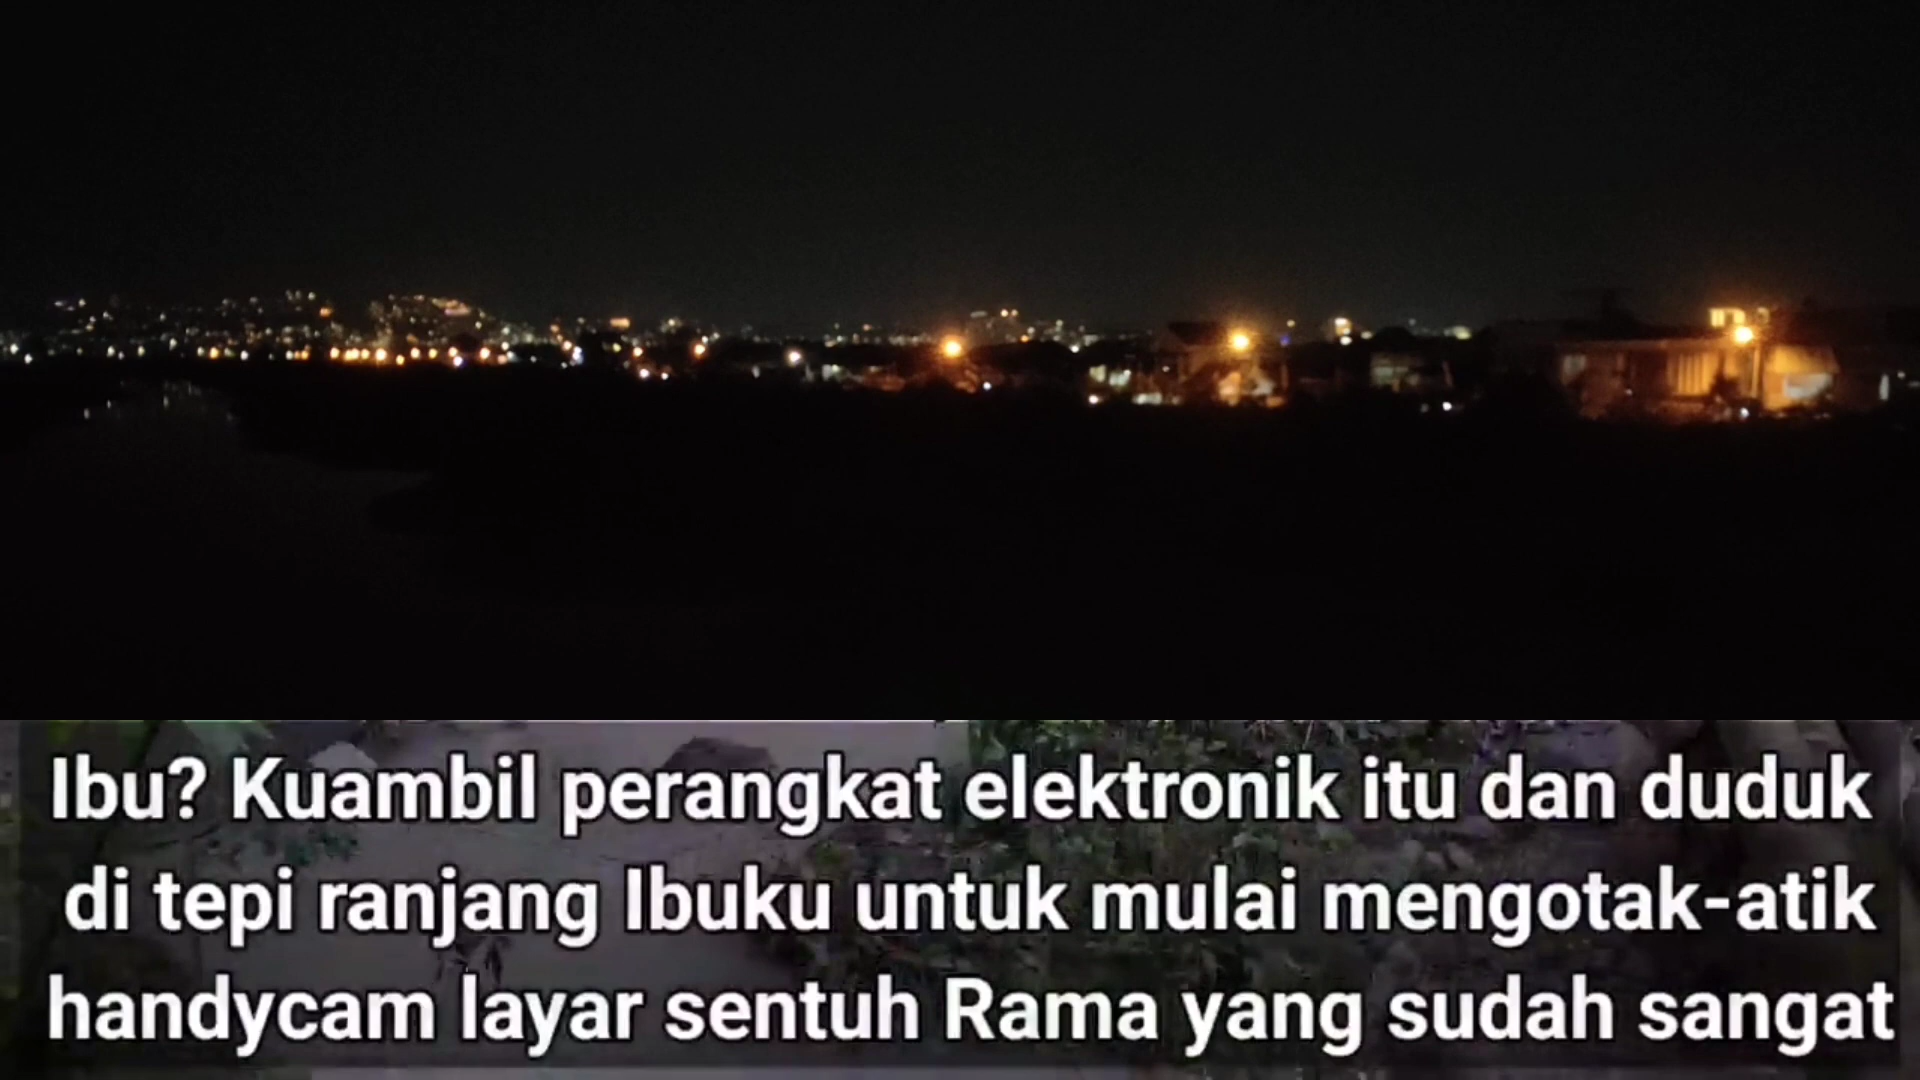 Ibu? Kuambil perangkat elektronik itu dan duduk
di tepi ranjang Ibuku untuk mulai mengotak-atik
handycam layar sentuh Rama yang sudah sangat